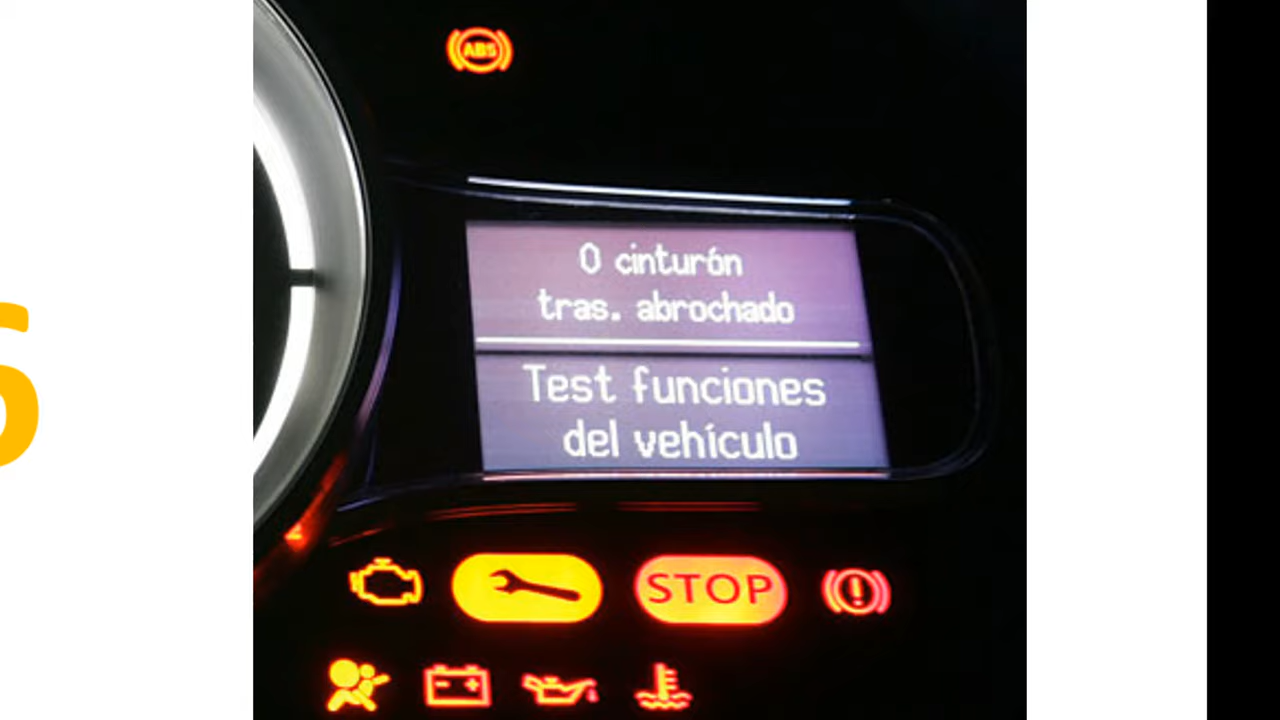 ABS
0 cinturón
tras. abrochado
Test funciones
del vehículo
STOP